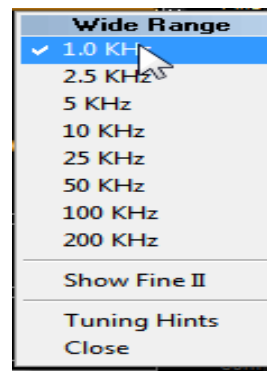 Wide Range
1.0 KHz
2.5 KHz
5 KHz
10 KHz
25 KHz
50 KHz
100 KHz
200 KHz
Show Fine II
Tuning Hints
Close